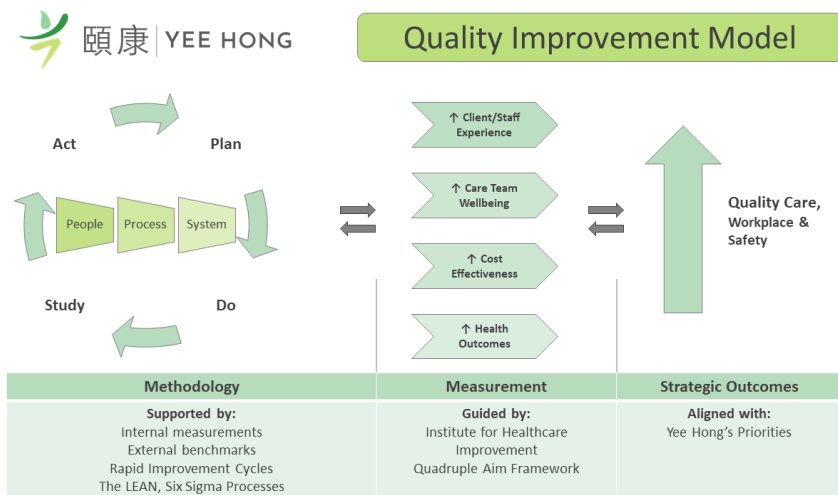 頤康 YEE HONG
Quality Improvement Model
Act
Plan
People
Process
System
Study
Do
↑ Client/Staff
Experience
↑ Care Team
Wellbeing
↑ Cost
Effectiveness
↑ Health
Outcomes
Quality Care,
Workplace &
Safety
Methodology
Supported by:
Internal measurements
External benchmarks
Rapid Improvement Cycles
The LEAN, Six Sigma Processes
Measurement
Guided by:
Institute for Healthcare
Improvement
Quadruple Aim Framework
Strategic Outcomes
Aligned with:
Yee Hong's Priorities